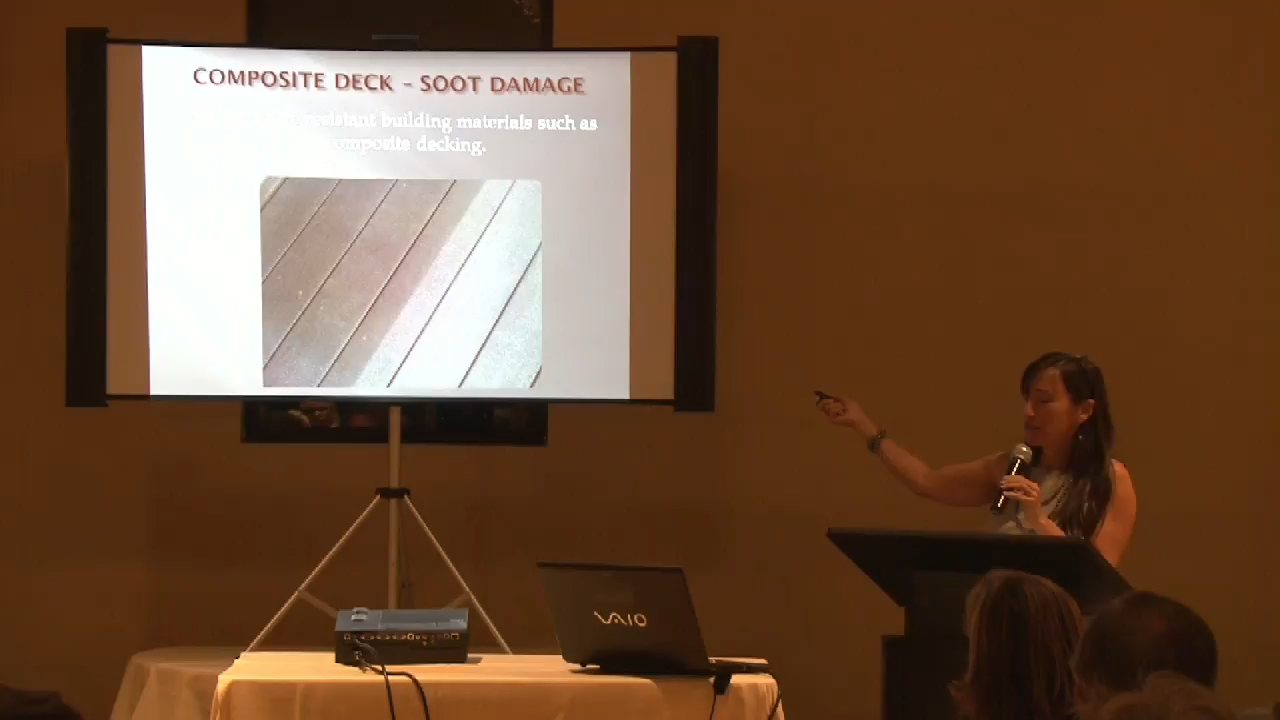 COMPOSITE DECK – SOOT DAMAGE
resistant building materials such as
composite decking.
VAIO